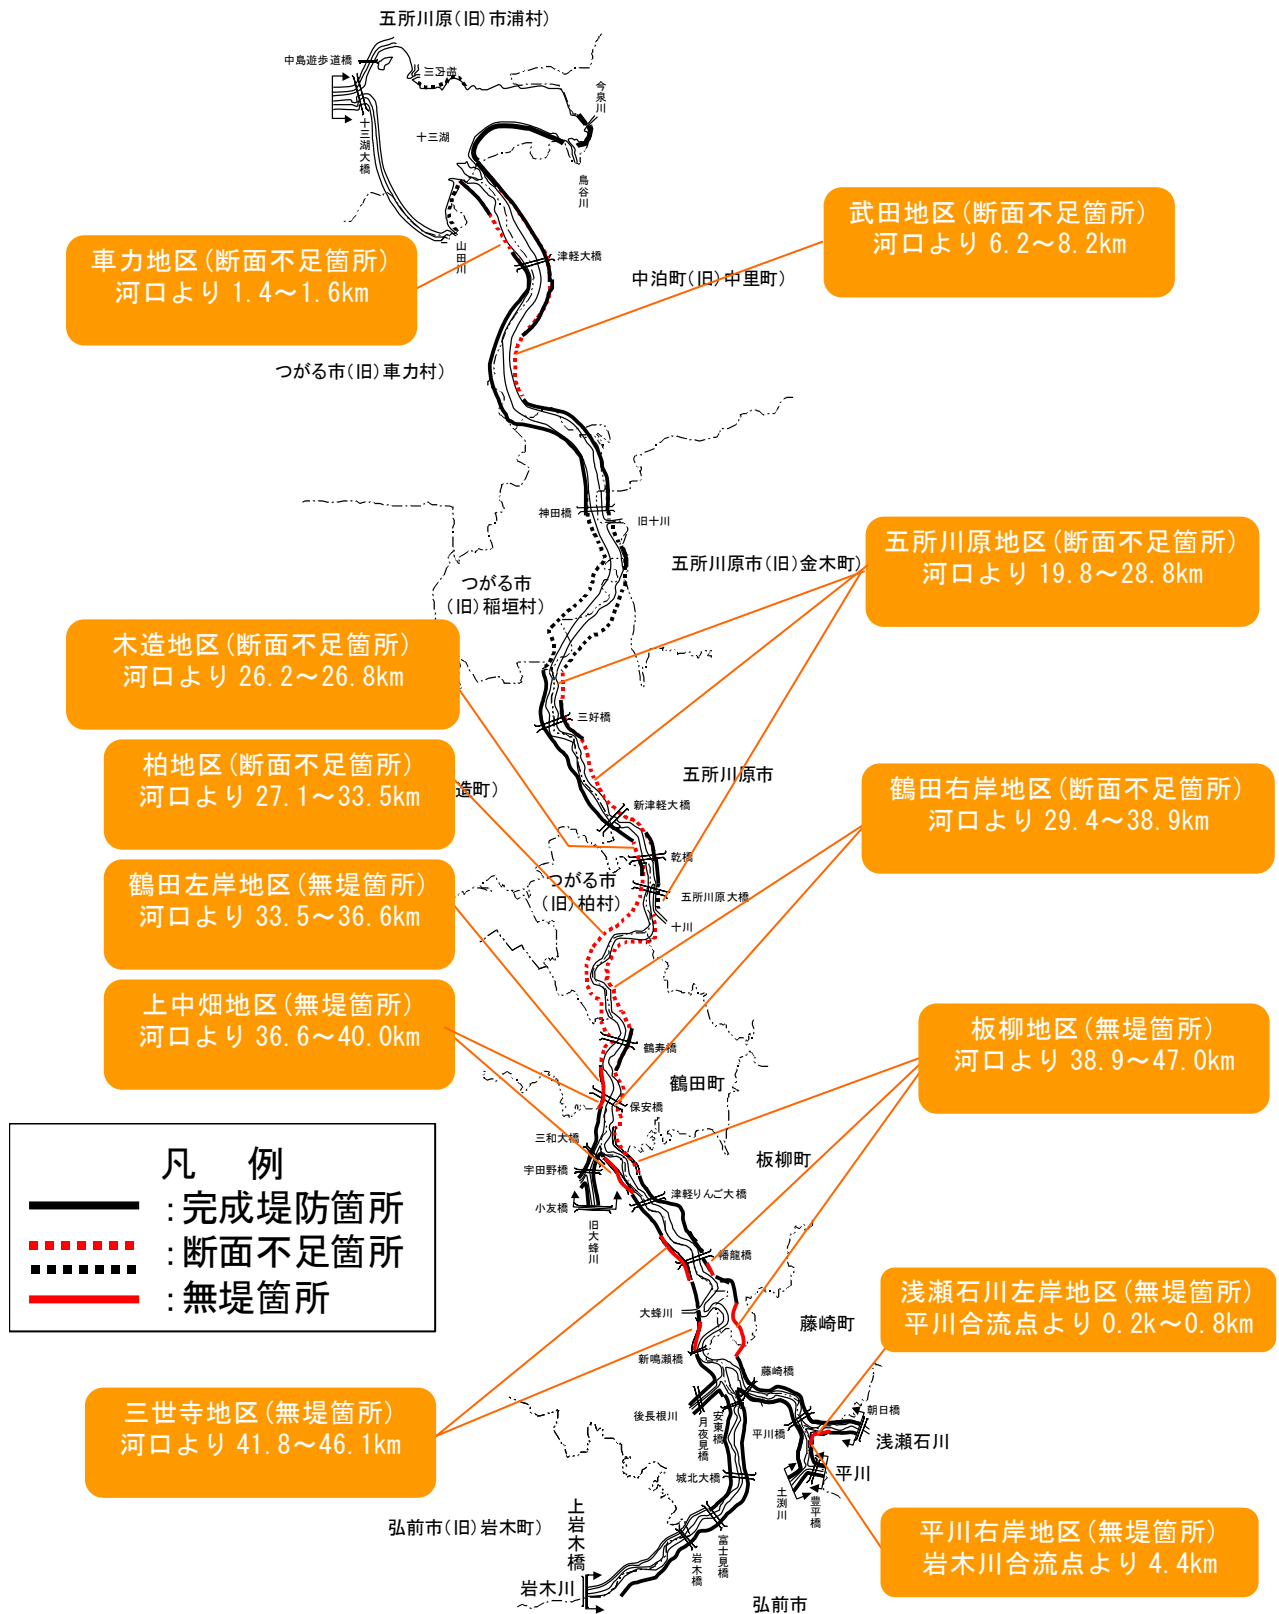 五所川原(旧)市浦村)
中島遊歩道橋
十三湖大橋
十三湖
今泉川
鳥谷川
山田川
津軽大橋
武田地区(断面不足箇所)
河口より 6.2～8.2km
車力地区(断面不足箇所)
河口より 1.4～1.6km
中泊町(旧)中里町)
つがる市(旧)車力村)
神田橋
旧十川
五所川原地区(断面不足箇所)
河口より 19.8～28.8km
五所川原市(旧)金木町)
つがる市
(旧)稲垣村)
木造地区(断面不足箇所)
河口より 26.2～26.8km
三好橋
柏地区(断面不足箇所)
河口より 27.1～33.5km
造町)
五所川原市
新津軽大橋
鶴田右岸地区(断面不足箇所)
河口より 29.4～38.9km
乾橋
つがる市
(旧)柏村)
五所川原大橋
十川
鶴田左岸地区(無堤箇所)
河口より 33.5～36.6km
上中畑地区(無堤箇所)
河口より 36.6～40.0km
板柳地区(無堤箇所)
河口より 38.9～47.0km
鶴寿橋
鶴田町
保安橋
三和大橋
宇田野橋
小友橋
旧大蜂川
板柳町
津軽りんご大橋
凡 例
:完成堤防箇所
:断面不足箇所
:無堤箇所
幡龍橋
大蜂川
藤崎町
浅瀬石川左岸地区(無堤箇所)
平川合流点より 0.2k～0.8km
新鳴瀬橋
藤崎橋
三世寺地区(無堤箇所)
河口より 41.8～46.1km
後長根川
月夜見橋
安東橋
平川橋
朝日橋
浅瀬石川
平川
城北大橋
土渕川
豊平橋
平川右岸地区(無堤箇所)
岩木川合流点より 4.4km
弘前市(旧)岩木町)
上岩木橋
岩木橋
富士見橋
岩木川
弘前市